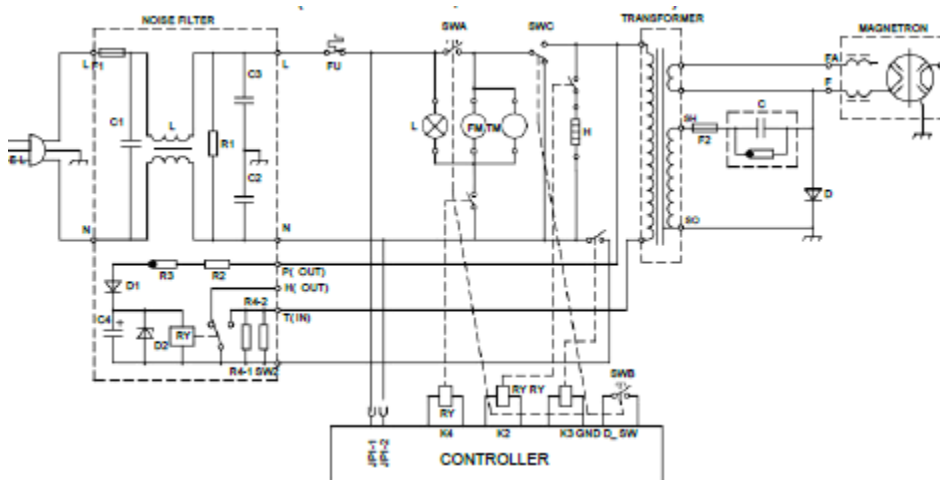 NOISE FILTER
SWA
SWC
TRANSFORMER
MAGNETRON
L
F1
C3
L
FU
FA
F
C1
L
R1
L
FM
TM
H
SH
F2
C
E L
C2
D
N
N
SO
D1
R3
R2
P( OUT)
H( OUT)
R4-2
T(IN)
C4
+
D2
RY
R4-1 SW2
SWB
RY
RY RY
K4
K2
K3 GND D_ SW
JP1-1
JP1-2
CONTROLLER